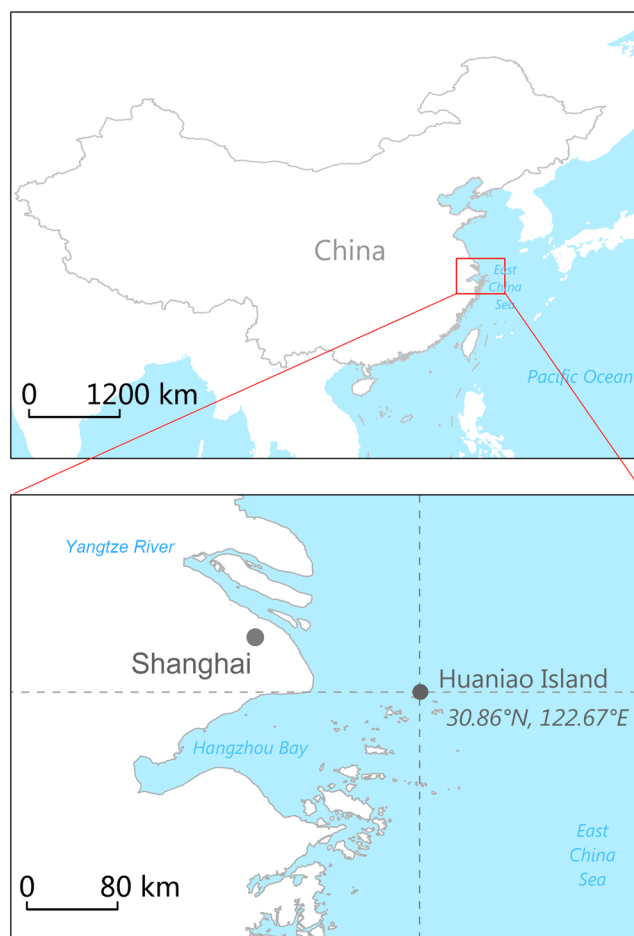 China
East
China
Sea
Pacific Ocean
0 1200 km
Yangtze River
Shanghai
Huaniao Island
30.86°N, 122.67°E
Hangzhou Bay
East
China
Sea
0 80 km